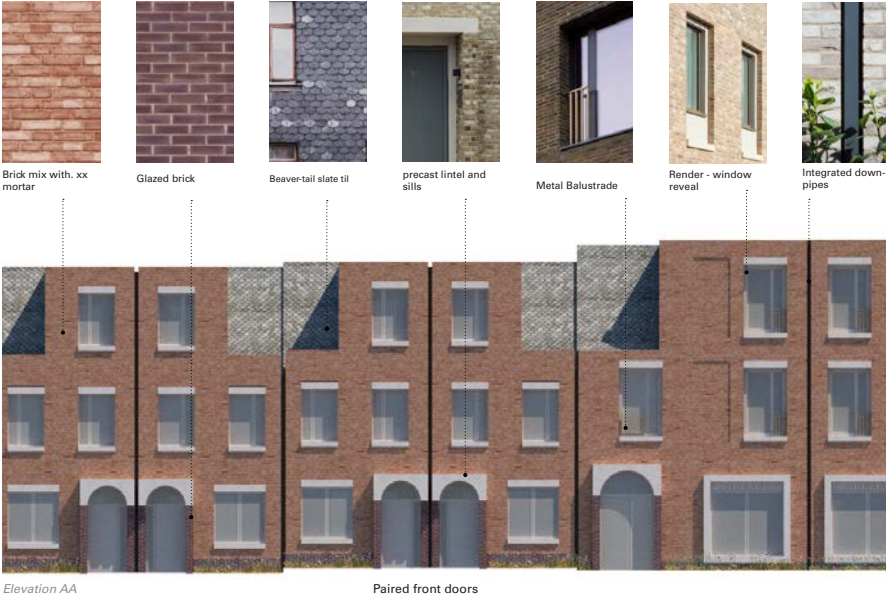 Brick mix with. xx
mortar
Glazed brick
Beaver-tail slate til
precast lintel and
sills
Metal Balustrade
Render - window
reveal
Integrated down-
pipes
Elevation AA
Paired front doors